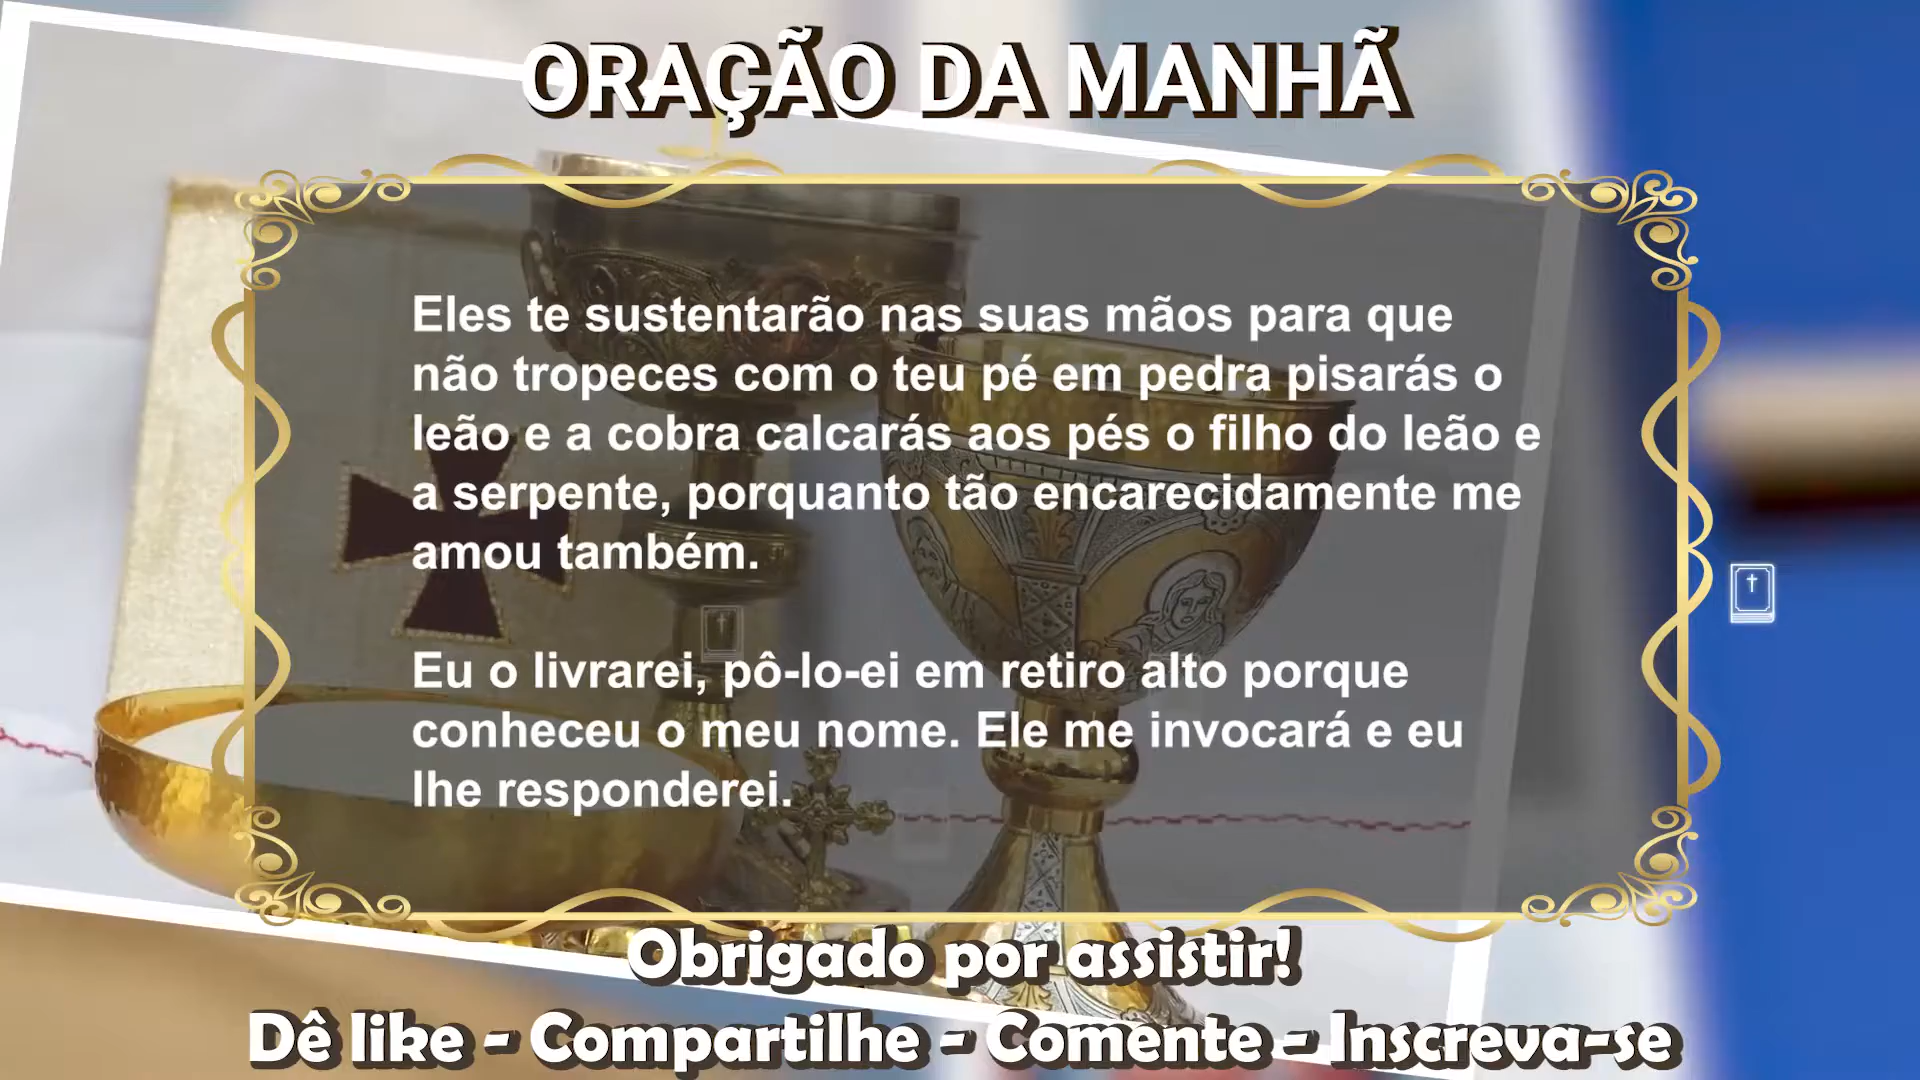 ORAÇÃO DA MANHÃ
Eles te sustentarão nas suas mãos para que
não tropeces com o teu pé em pedra pisarás o
leão e a cobra calcarás aos pés o filho do leão e
a serpente, porquanto tão encarecidamente me
amou também.
Eu o livrarei, pô-lo-ei em retiro alto porque
conheceu o meu nome. Ele me invocará e eu
lhe responderei.
Obrigado por assistir!
Dê like - Compartilhe - Comente - Inscreva-se